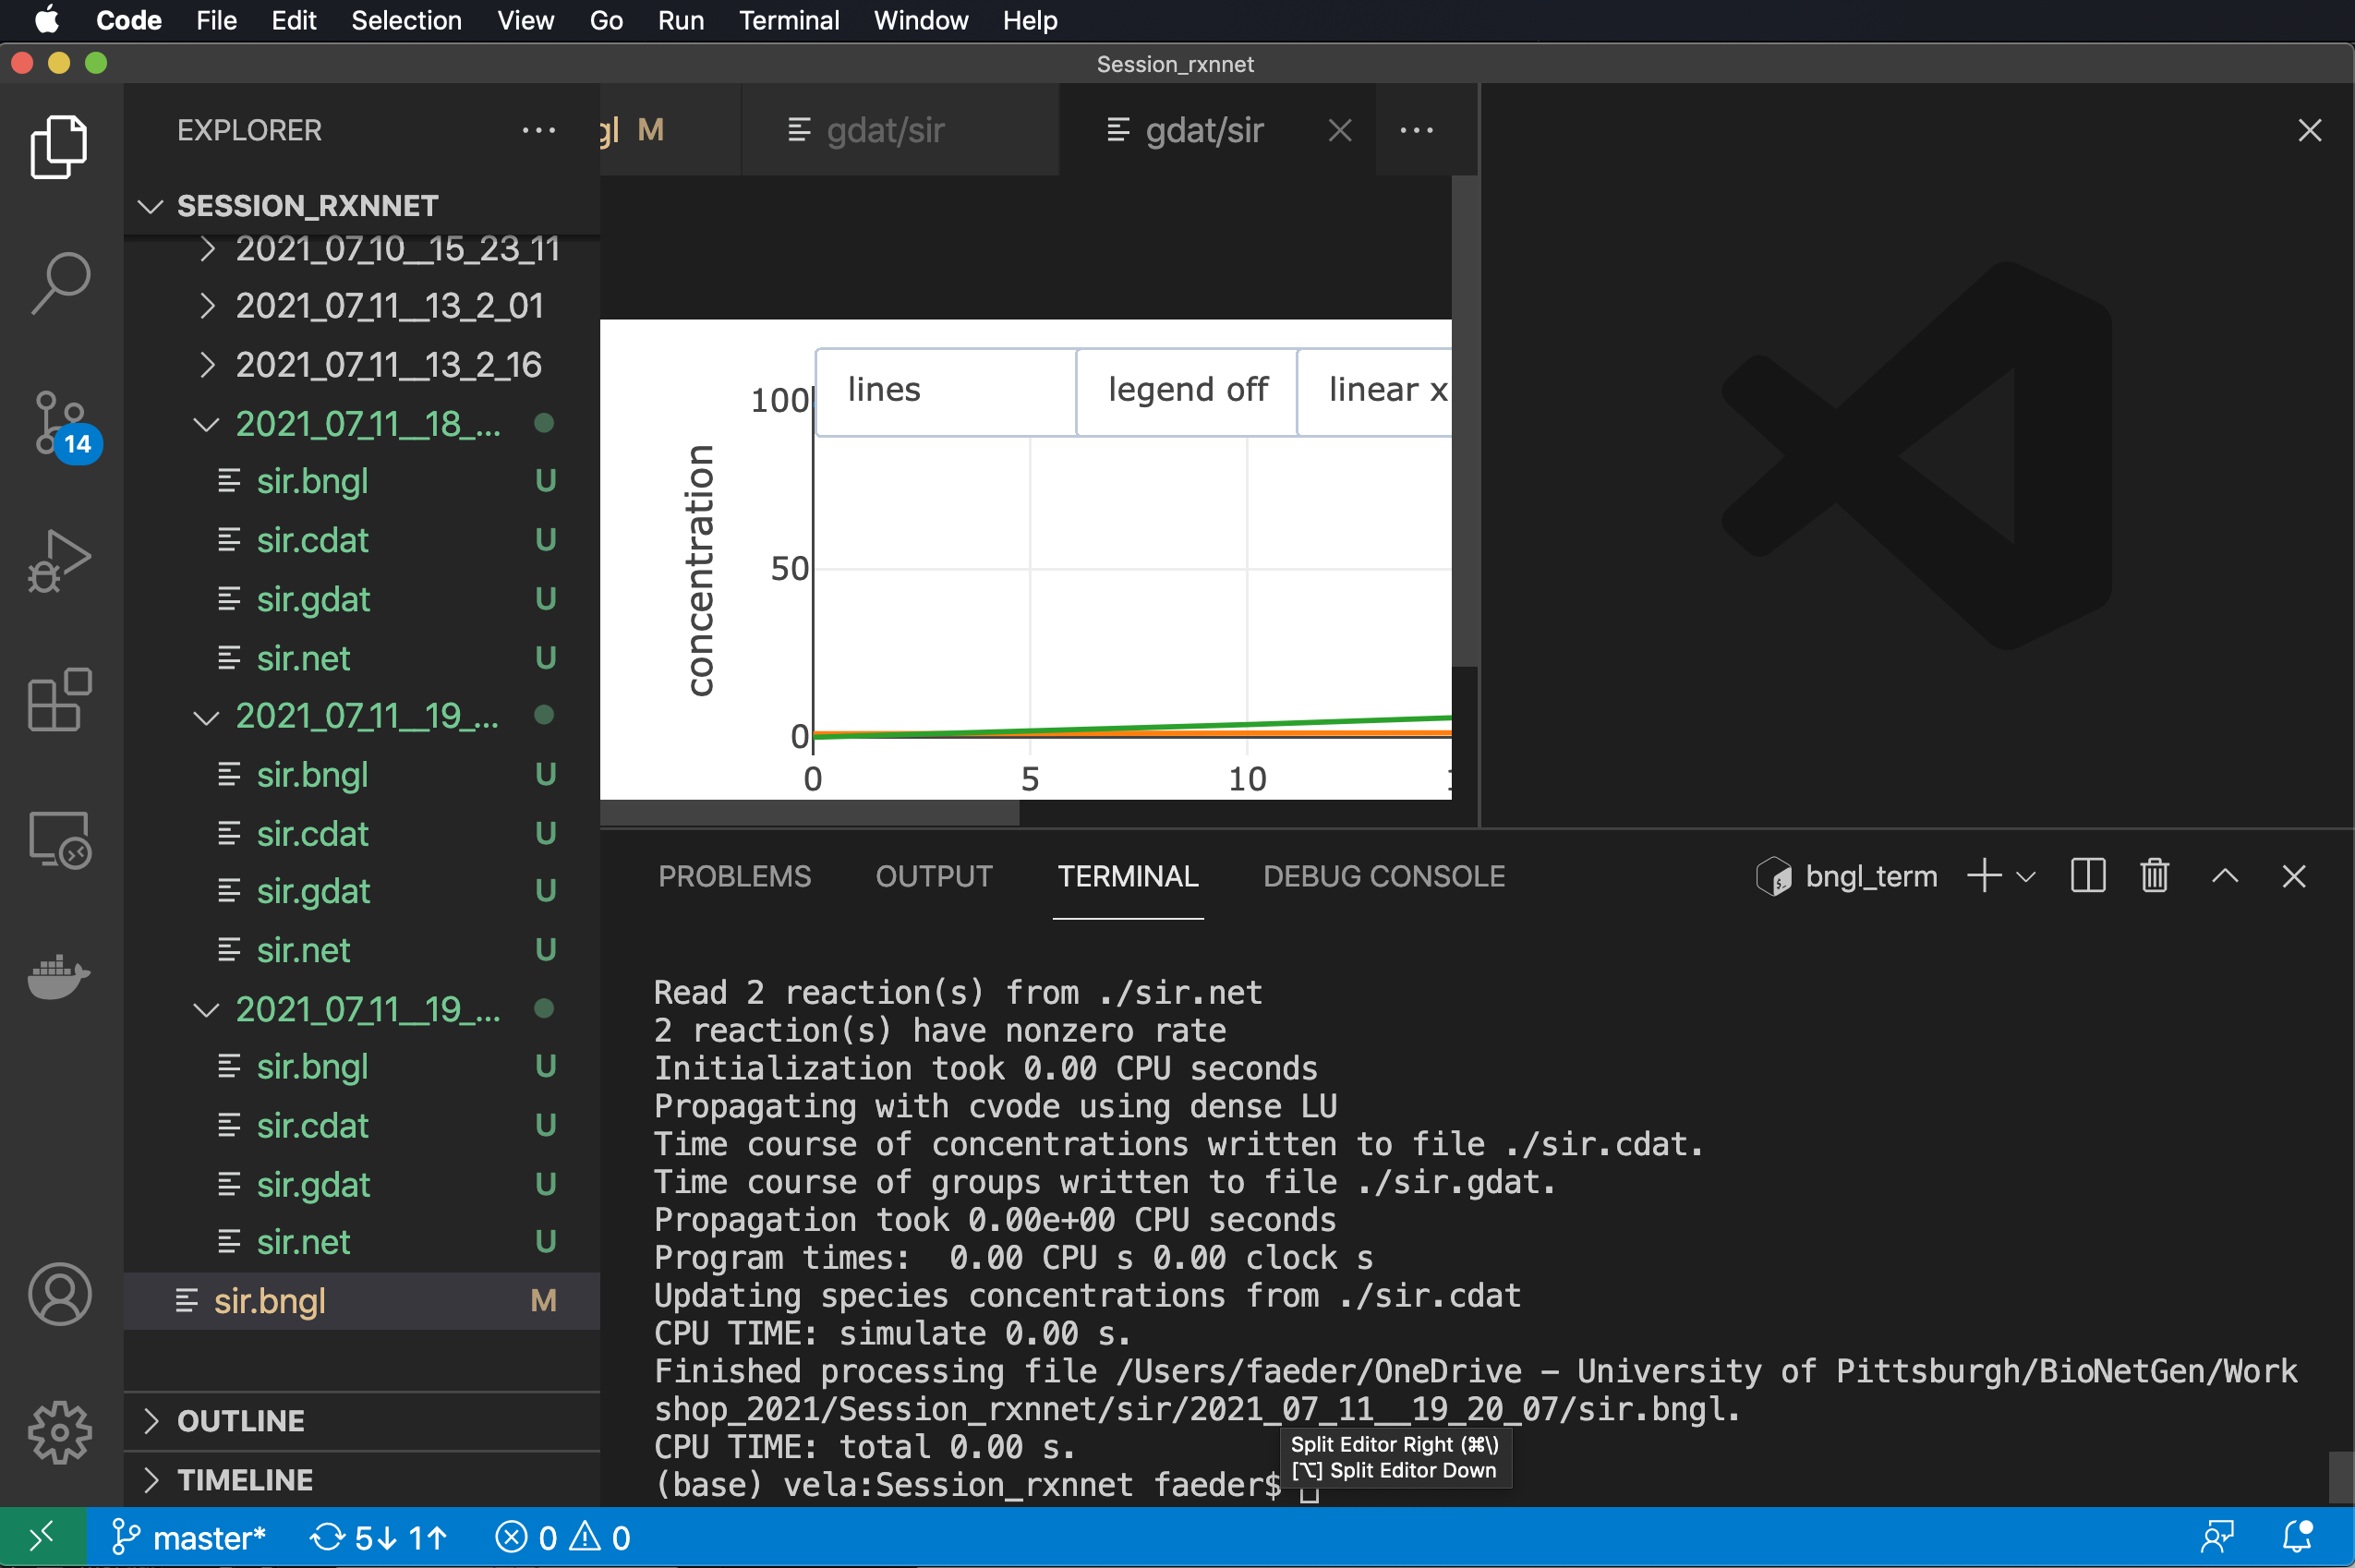 Code File Edit Selection View Go Run Terminal Window Help
Session_rxnnet
EXPLORER
SESSION_RXNNET
2021_07_10__15_23_11
2021_07_11__13_2_01
2021_07_11__13_2_16
2021_07_11__18_...
sir.bngl U
sir.cdat U
sir.gdat U
sir.net U
2021_07_11__19_...
sir.bngl U
sir.cdat U
sir.gdat U
sir.net U
2021_07_11__19_...
sir.bngl U
sir.cdat U
sir.gdat U
sir.net U
sir.bngl M
OUTLINE
TIMELINE
14
gl M
gdat/sir
gdat/sir
lines
legend off
linear x
concentration
100
50
0
0 5 10
PROBLEMS OUTPUT TERMINAL DEBUG CONSOLE
bngl_term
Read 2 reaction(s) from ./sir.net
2 reaction(s) have nonzero rate
Initialization took 0.00 CPU seconds
Propagating with cvode using dense LU
Time course of concentrations written to file ./sir.cdat.
Time course of groups written to file ./sir.gdat.
Propagation took 0.00e+00 CPU seconds
Program times:  0.00 CPU s 0.00 clock s
Updating species concentrations from ./sir.cdat
CPU TIME: simulate 0.00 s.
Finished processing file /Users/faeder/OneDrive – University of Pittsburgh/BioNetGen/Work
shop_2021/Session_rxnnet/sir/2021_07_11__19_20_07/sir.bngl.
CPU TIME: total 0.00 s.
(base) vela:Session_rxnnet faeder$
Split Editor Right (⌘\)
[⌥] Split Editor Down
master* 5↓ 1↑ 0 0